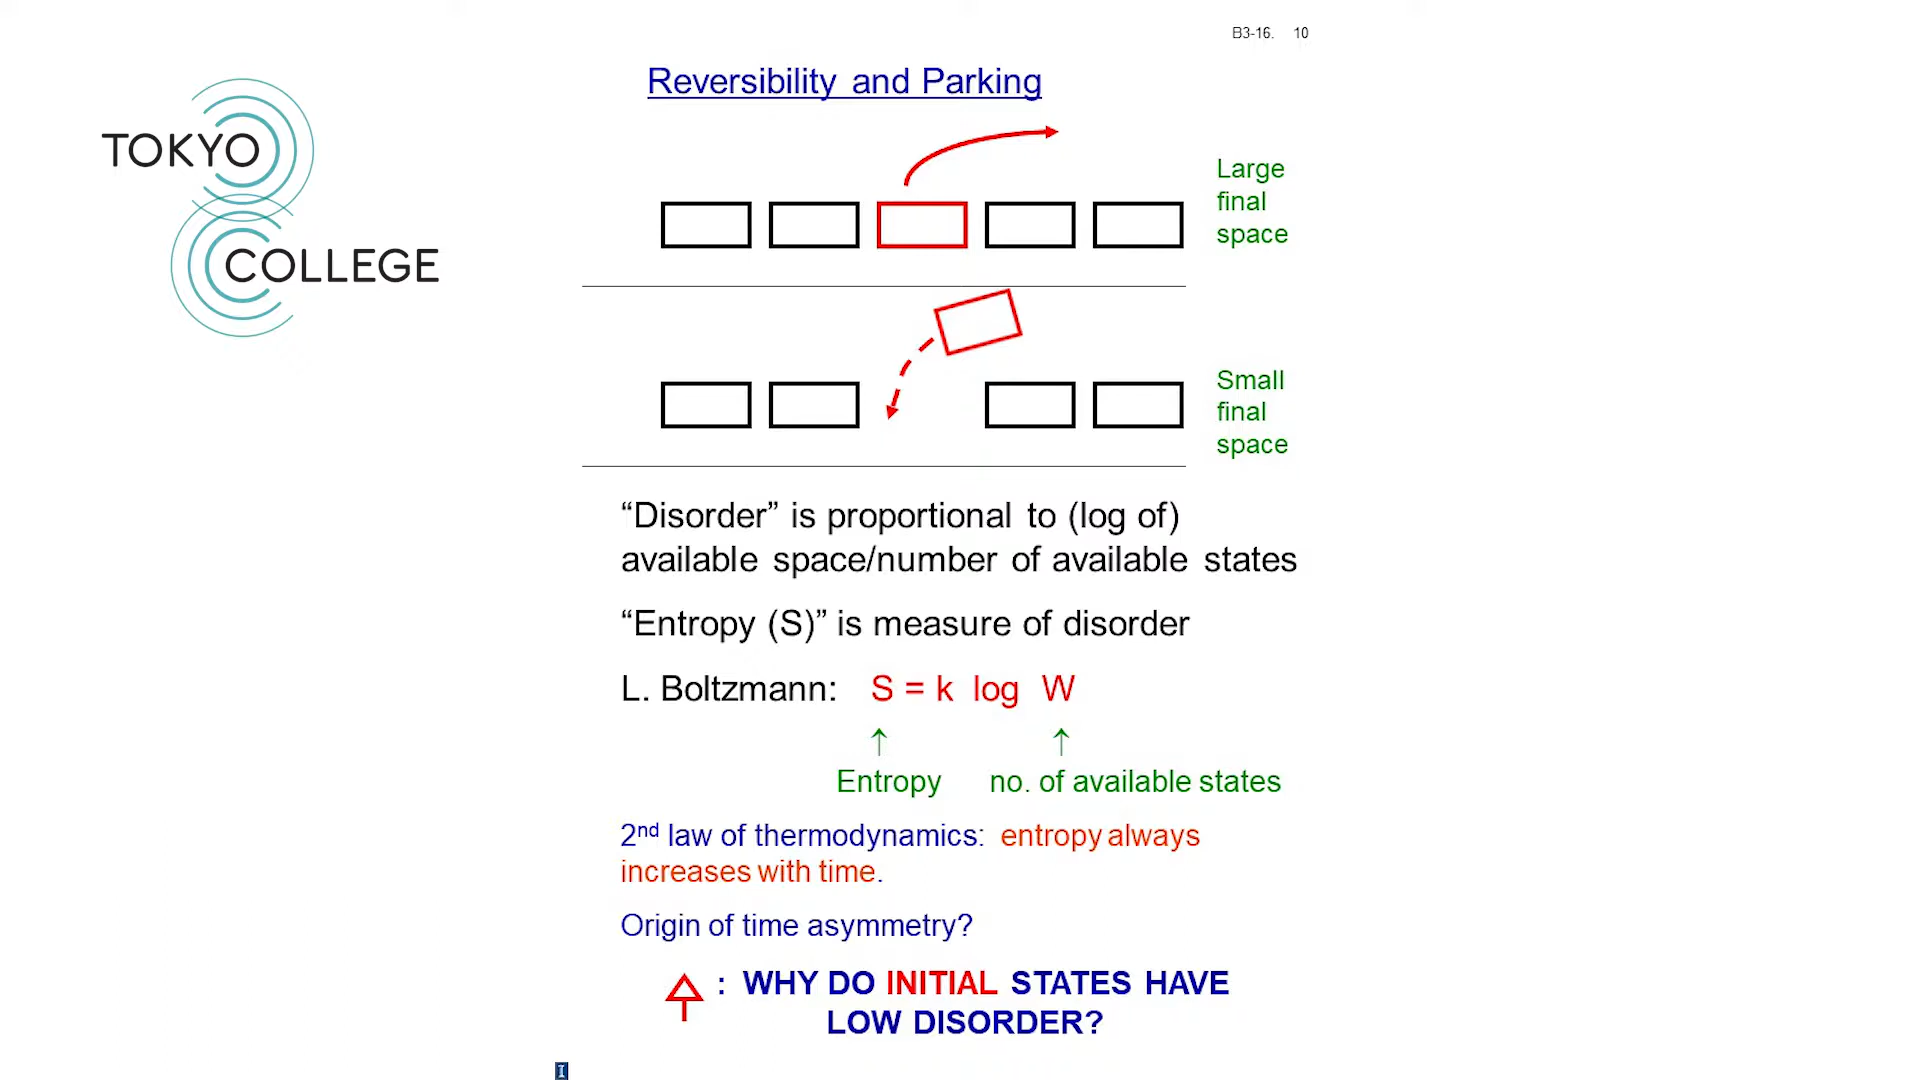 B3-16. 10
Reversibility and Parking
TOKYO
COLLEGE
Large
final
space
Small
final
space
“Disorder” is proportional to (log of)
available space/number of available states
“Entropy (S)” is measure of disorder
L. Boltzmann: S = k log W
↑ ↑
Entropy no. of available states
2nd law of thermodynamics: entropy always
increases with time.
Origin of time asymmetry?
: WHY DO INITIAL STATES HAVE
LOW DISORDER?